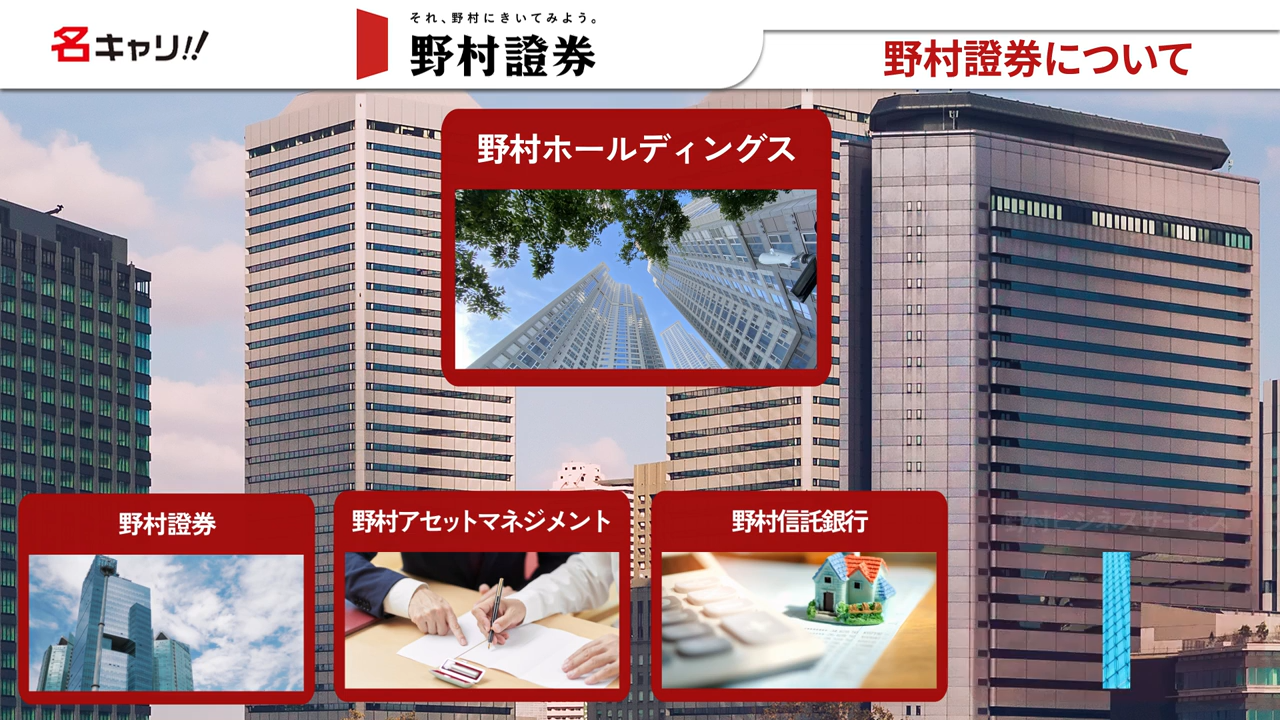 名キャリ!!
それ、野村にきいてみよう。
野村證券
野村證券について
野村ホールディングス
野村證券
野村アセットマネジメント
野村信託銀行